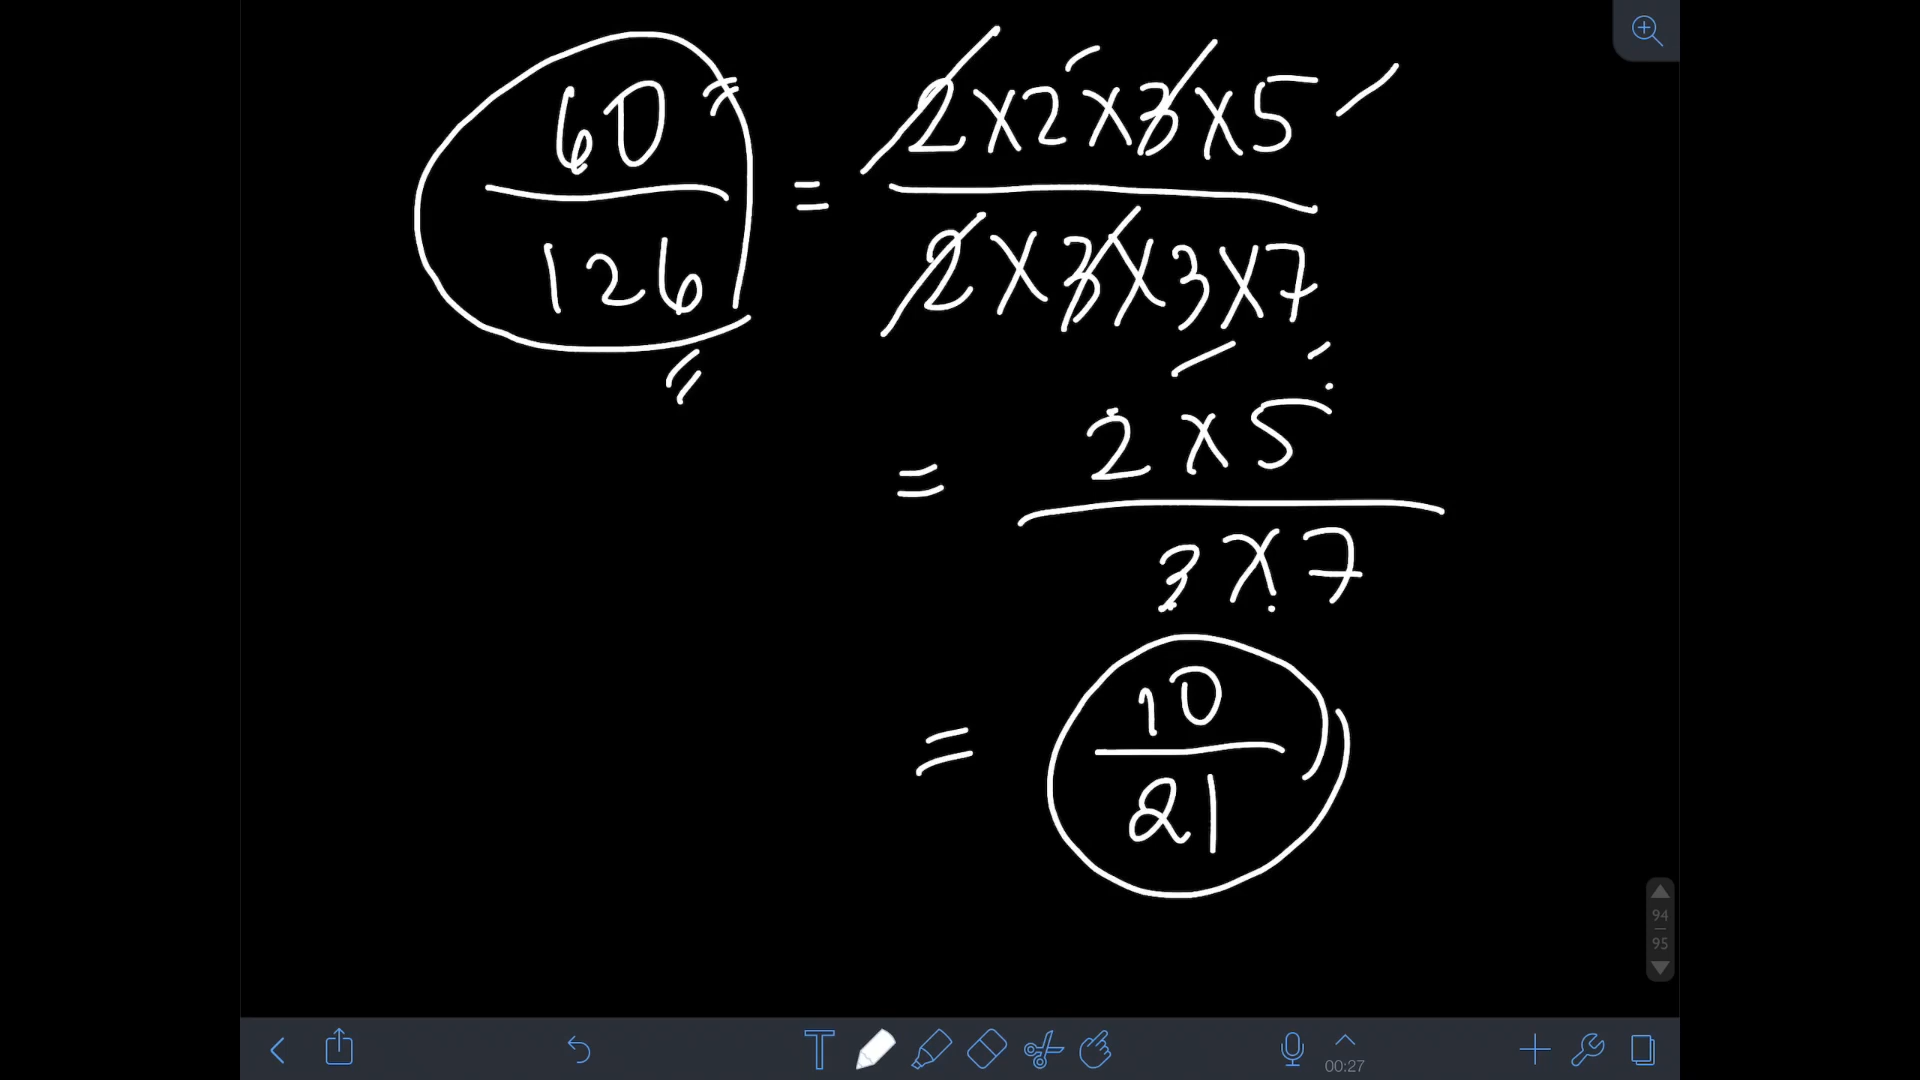 60/126 = 2x2x3x5/2x3x3x7
= 2x5/3x7
= 10/21
94
95
T
00:27